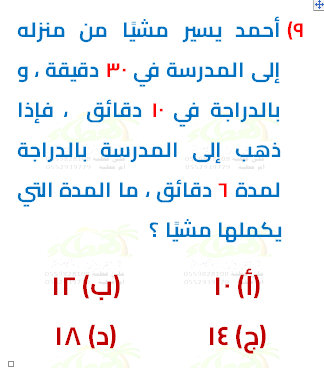 ٩) أحمد يسير مشيًا من منزله
إلى المدرسة في ٣٠ دقيقة ، و
بالدراجة في ١٠ دقائق ، فإذا
ذهب إلى المدرسة بالدراجة
لمدة ٦ دقائق ، ما المدة التي
يكملها مشيًا ؟
(أ) ١٠ (ب) ١٢
(ج) ١٤ (د) ١٨